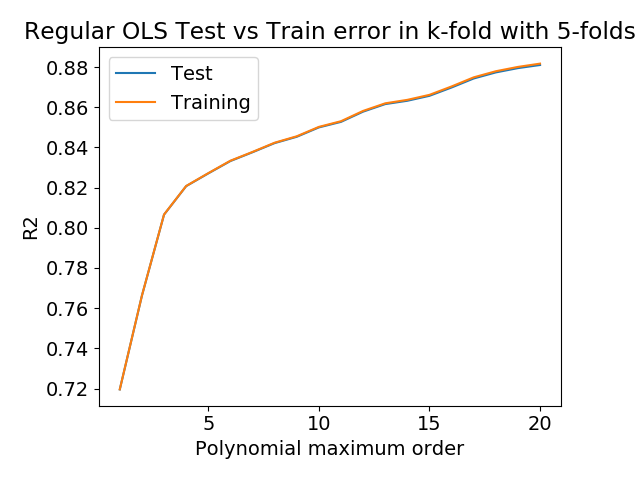 Regular OLS Test vs Train error in k-fold with 5-folds
Test
Training
0.88
0.86
0.84
0.82
0.80
0.78
0.76
0.74
0.72
R2
5 10 15 20
Polynomial maximum order